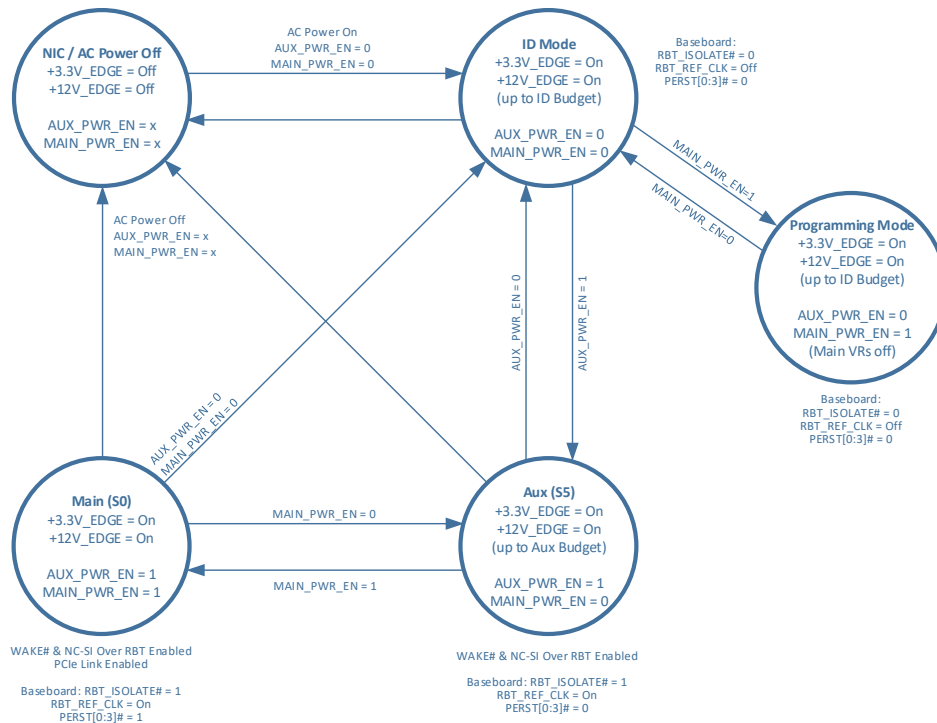 NIC / AC Power Off
+3.3V_EDGE = Off
+12V_EDGE = Off
AUX_PWR_EN = x
MAIN_PWR_EN = x
AC Power On
AUX_PWR_EN = 0
MAIN_PWR_EN = 0
ID Mode
+3.3V_EDGE = On
+12V_EDGE = On
(up to ID Budget)
AUX_PWR_EN = 0
MAIN_PWR_EN = 0
Baseboard:
RBT_ISOLATE# = 0
RBT_REF_CLK = Off
PERST[0:3]# = 0
MAIN_PWR_EN=1
MAIN_PWR_EN=0
Programming Mode
+3.3V_EDGE = On
+12V_EDGE = On
(up to ID Budget)
AUX_PWR_EN = 0
MAIN_PWR_EN = 1
(Main VRs off)
Baseboard:
RBT_ISOLATE# = 0
RBT_REF_CLK = Off
PERST[0:3]# = 0
AC Power Off
AUX_PWR_EN = x
MAIN_PWR_EN = x
AUX_PWR_EN = 0
MAIN_PWR_EN = 0
AUX_PWR_EN = 0
AUX_PWR_EN = 1
Main (S0)
+3.3V_EDGE = On
+12V_EDGE = On
AUX_PWR_EN = 1
MAIN_PWR_EN = 1
MAIN_PWR_EN = 0
MAIN_PWR_EN = 1
Aux (S5)
+3.3V_EDGE = On
+12V_EDGE = On
(up to Aux Budget)
AUX_PWR_EN = 1
MAIN_PWR_EN = 0
WAKE# & NC-SI Over RBT Enabled
PCIe Link Enabled
Baseboard: RBT_ISOLATE# = 1
RBT_REF_CLK = On
PERST[0:3]# = 1
WAKE# & NC-SI Over RBT Enabled
Baseboard: RBT_ISOLATE# = 1
RBT_REF_CLK = On
PERST[0:3]# = 0